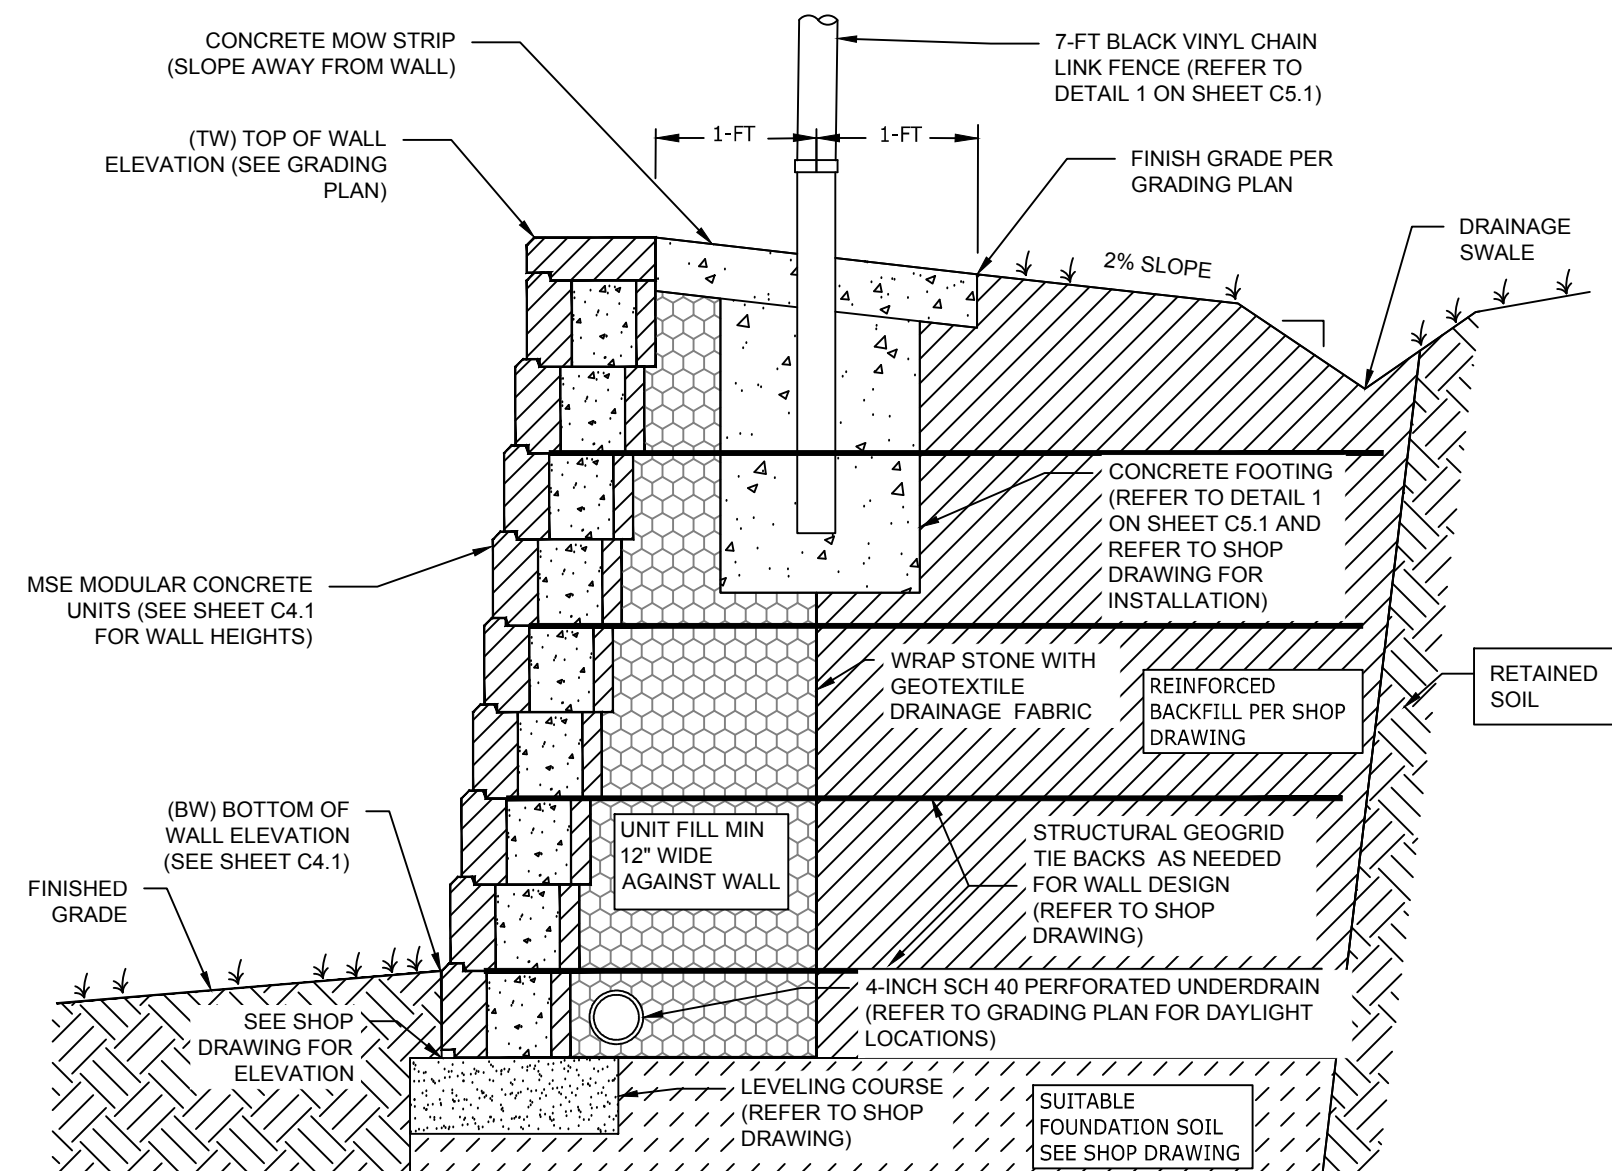 CONCRETE MOW STRIP
(SLOPE AWAY FROM WALL)
7-FT BLACK VINYL CHAIN
LINK FENCE (REFER TO
DETAIL 1 ON SHEET C5.1)
(TW) TOP OF WALL
ELEVATION (SEE GRADING
PLAN)
1-FT
1-FT
FINISH GRADE PER
GRADING PLAN
DRAINAGE
SWALE
2% SLOPE
CONCRETE FOOTING
(REFER TO DETAIL 1
ON SHEET C5.1 AND
REFER TO SHOP
DRAWING FOR
INSTALLATION)
MSE MODULAR CONCRETE
UNITS (SEE SHEET C4.1
FOR WALL HEIGHTS)
WRAP STONE WITH
GEOTEXTILE
DRAINAGE FABRIC
REINFORCED
BACKFILL PER SHOP
DRAWING
RETAINED
SOIL
(BW) BOTTOM OF
WALL ELEVATION
(SEE SHEET C4.1)
UNIT FILL MIN
12" WIDE
AGAINST WALL
STRUCTURAL GEOGRID
TIE BACKS AS NEEDED
FOR WALL DESIGN
(REFER TO SHOP
DRAWING)
FINISHED
GRADE
4-INCH SCH 40 PERFORATED UNDERDRAIN
(REFER TO GRADING PLAN FOR DAYLIGHT
LOCATIONS)
SEE SHOP
DRAWING FOR
ELEVATION
LEVELING COURSE
(REFER TO SHOP
DRAWING)
SUITABLE
FOUNDATION SOIL
SEE SHOP DRAWING